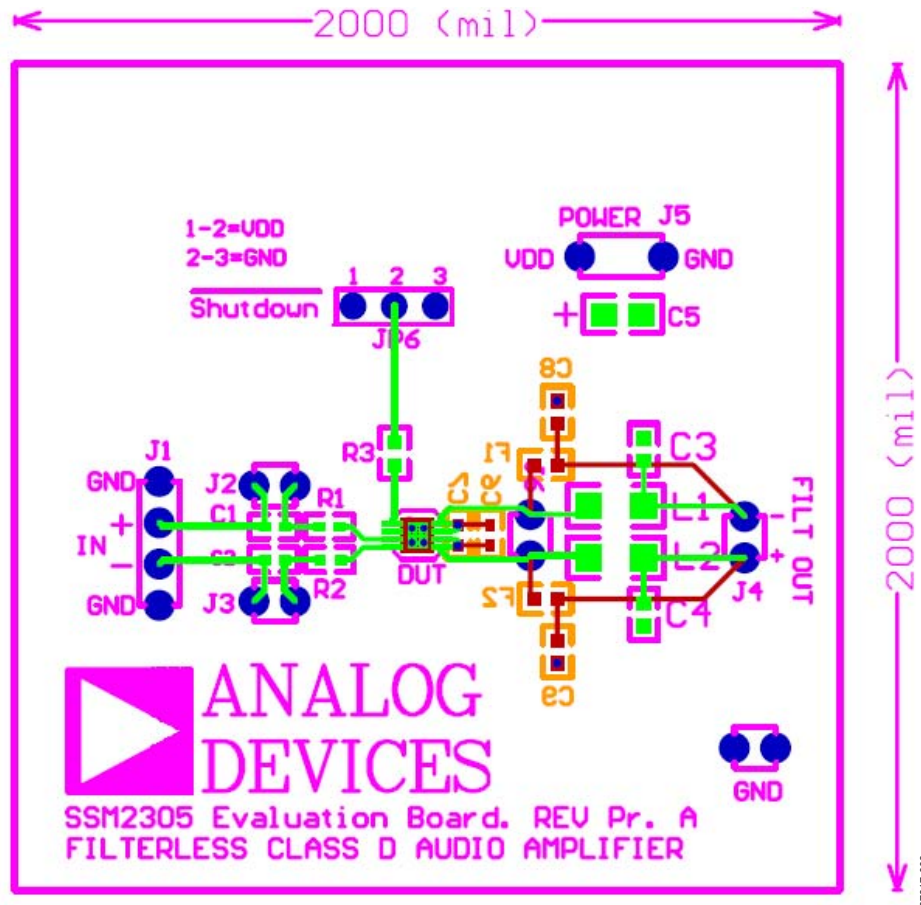 2000 (mil)
POWER J5
1-2=VDD
2-3=GND
VDD GND
1 2 3
Shutdown
JP6
+ C5
C8
F1
J1
R3
C3
GND
J2
C7 C6
+
C1 R1
L1
-
FILT OUT
IN
-
L2
+
DUT
R2
J4
GND
J3
F2
C4
C9
2000 (mil)
ANALOG
DEVICES
GND
SSM2305 Evaluation Board. REV Pr. A
FILTERLESS CLASS D AUDIO AMPLIFIER